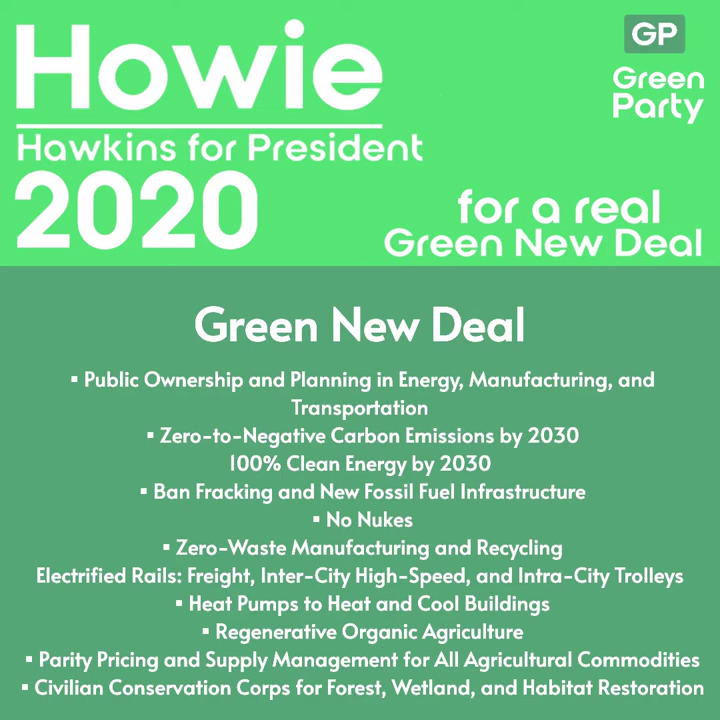 Howie
Hawkins for President
2020
GP
Green
Party
for a real
Green New Deal
Green New Deal
▪ Public Ownership and Planning in Energy, Manufacturing, and
Transportation
▪ Zero-to-Negative Carbon Emissions by 2030
100% Clean Energy by 2030
▪ Ban Fracking and New Fossil Fuel Infrastructure
▪ No Nukes
▪ Zero-Waste Manufacturing and Recycling
Electrified Rails: Freight, Inter-City High-Speed, and Intra-City Trolleys
▪ Heat Pumps to Heat and Cool Buildings
▪ Regenerative Organic Agriculture
▪ Parity Pricing and Supply Management for All Agricultural Commodities
▪ Civilian Conservation Corps for Forest, Wetland, and Habitat Restoration